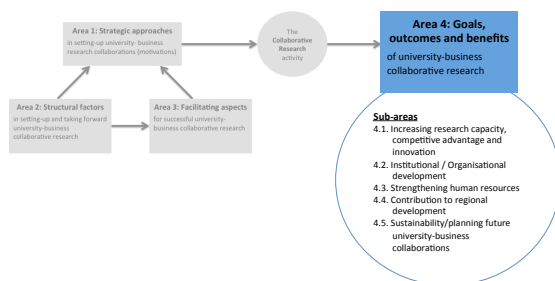 Area 1: Strategic approaches
in setting-up university- business
research collaborations (motivations)
The
Collaborative
Research
activity
Area 4: Goals,
outcomes and benefits
of university-business
collaborative research
Area 2: Structural factors
in setting-up and taking forward
university-business
collaborative research
Area 3: Facilitating aspects
for successful university-
business collaborative research
Sub-areas
4.1. Increasing research capacity,
competitive advantage and
innovation
4.2. Institutional / Organisational
development
4.3. Strengthening human resources
4.4. Contribution to regional
development
4.5. Sustainability/planning future
university-business
collaborations